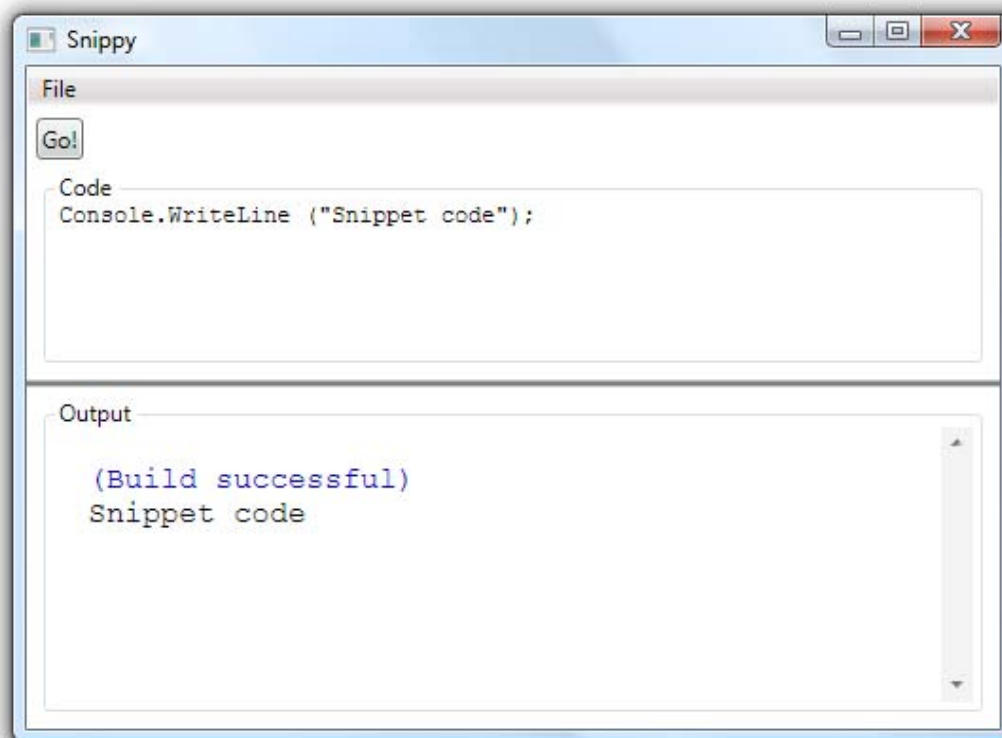 Snippy
File
Go!
Code
Console.WriteLine ("Snippet code");
Output
(Build successful)
Snippet code